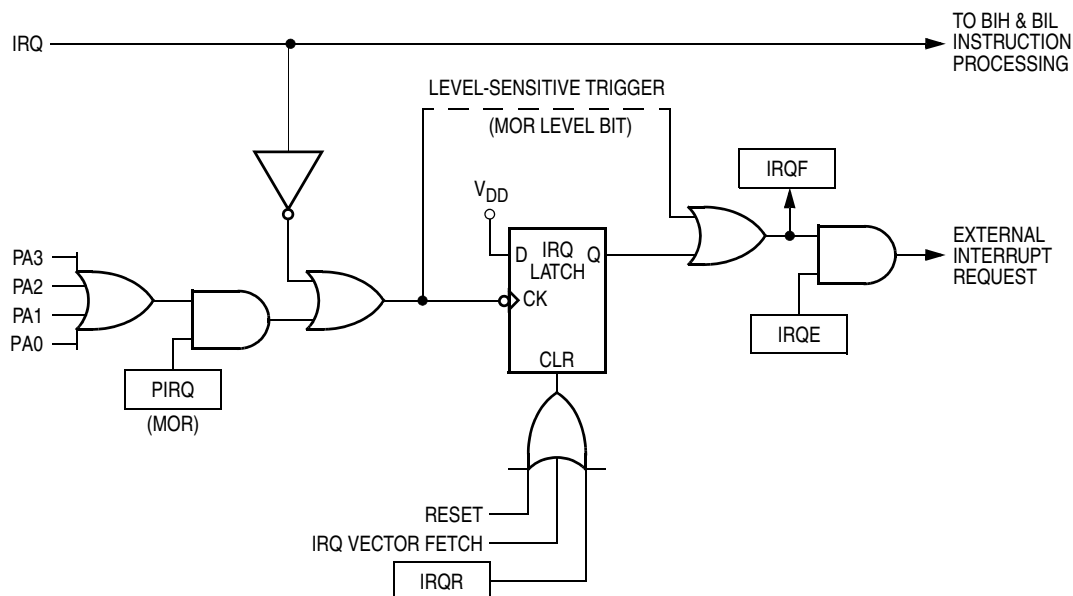 IRQ
TO BIH & BIL
INSTRUCTION
PROCESSING
LEVEL-SENSITIVE TRIGGER
(MOR LEVEL BIT)
IRQF
VDD
D
IRQ
LATCH
Q
CK
CLR
EXTERNAL
INTERRUPT
REQUEST
PA3
PA2
PA1
PA0
PIRQ
(MOR)
IRQE
RESET
IRQ VECTOR FETCH
IRQR